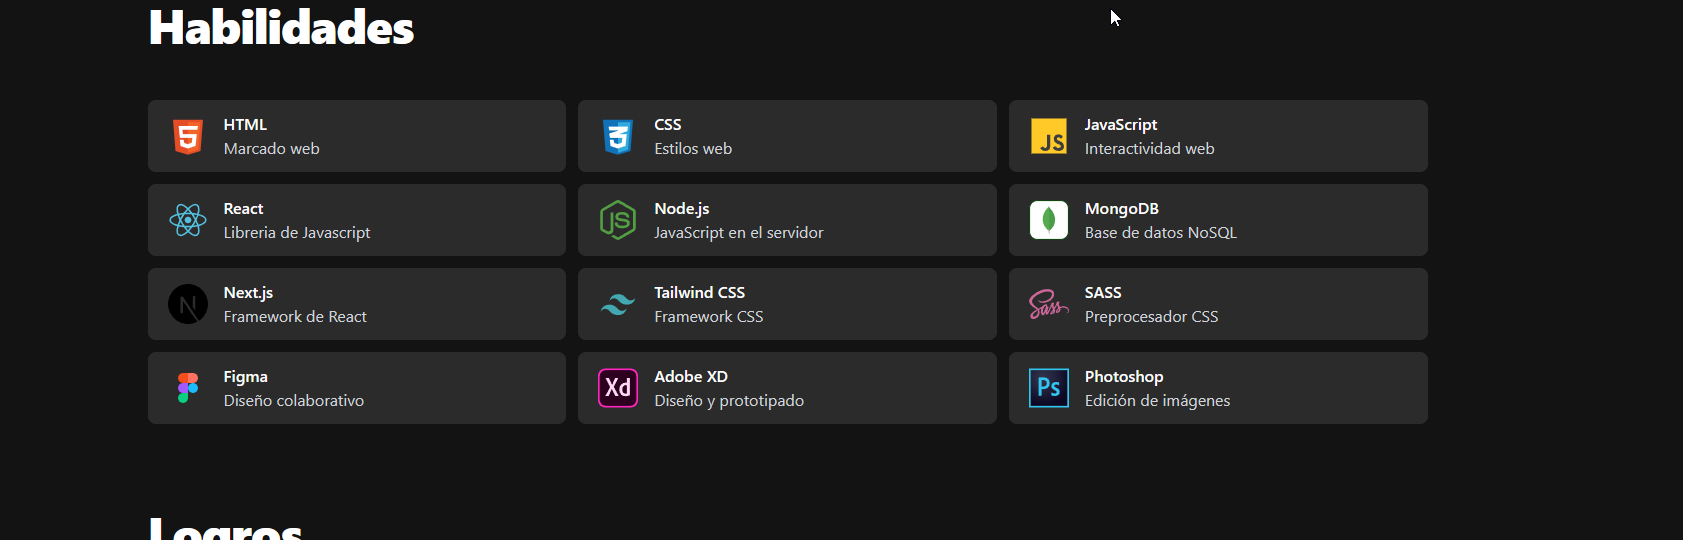 Habilidades
HTML
Marcado web
CSS
Estilos web
JS
JavaScript
Interactividad web
React
Libreria de Javascript
JS
Node.js
JavaScript en el servidor
MongoDB
Base de datos NoSQL
N
Next.js
Framework de React
Tailwind CSS
Framework CSS
Sass
SASS
Preprocesador CSS
Figma
Diseño colaborativo
Xd
Adobe XD
Diseño y prototipado
Ps
Photoshop
Edición de imágenes
Logros